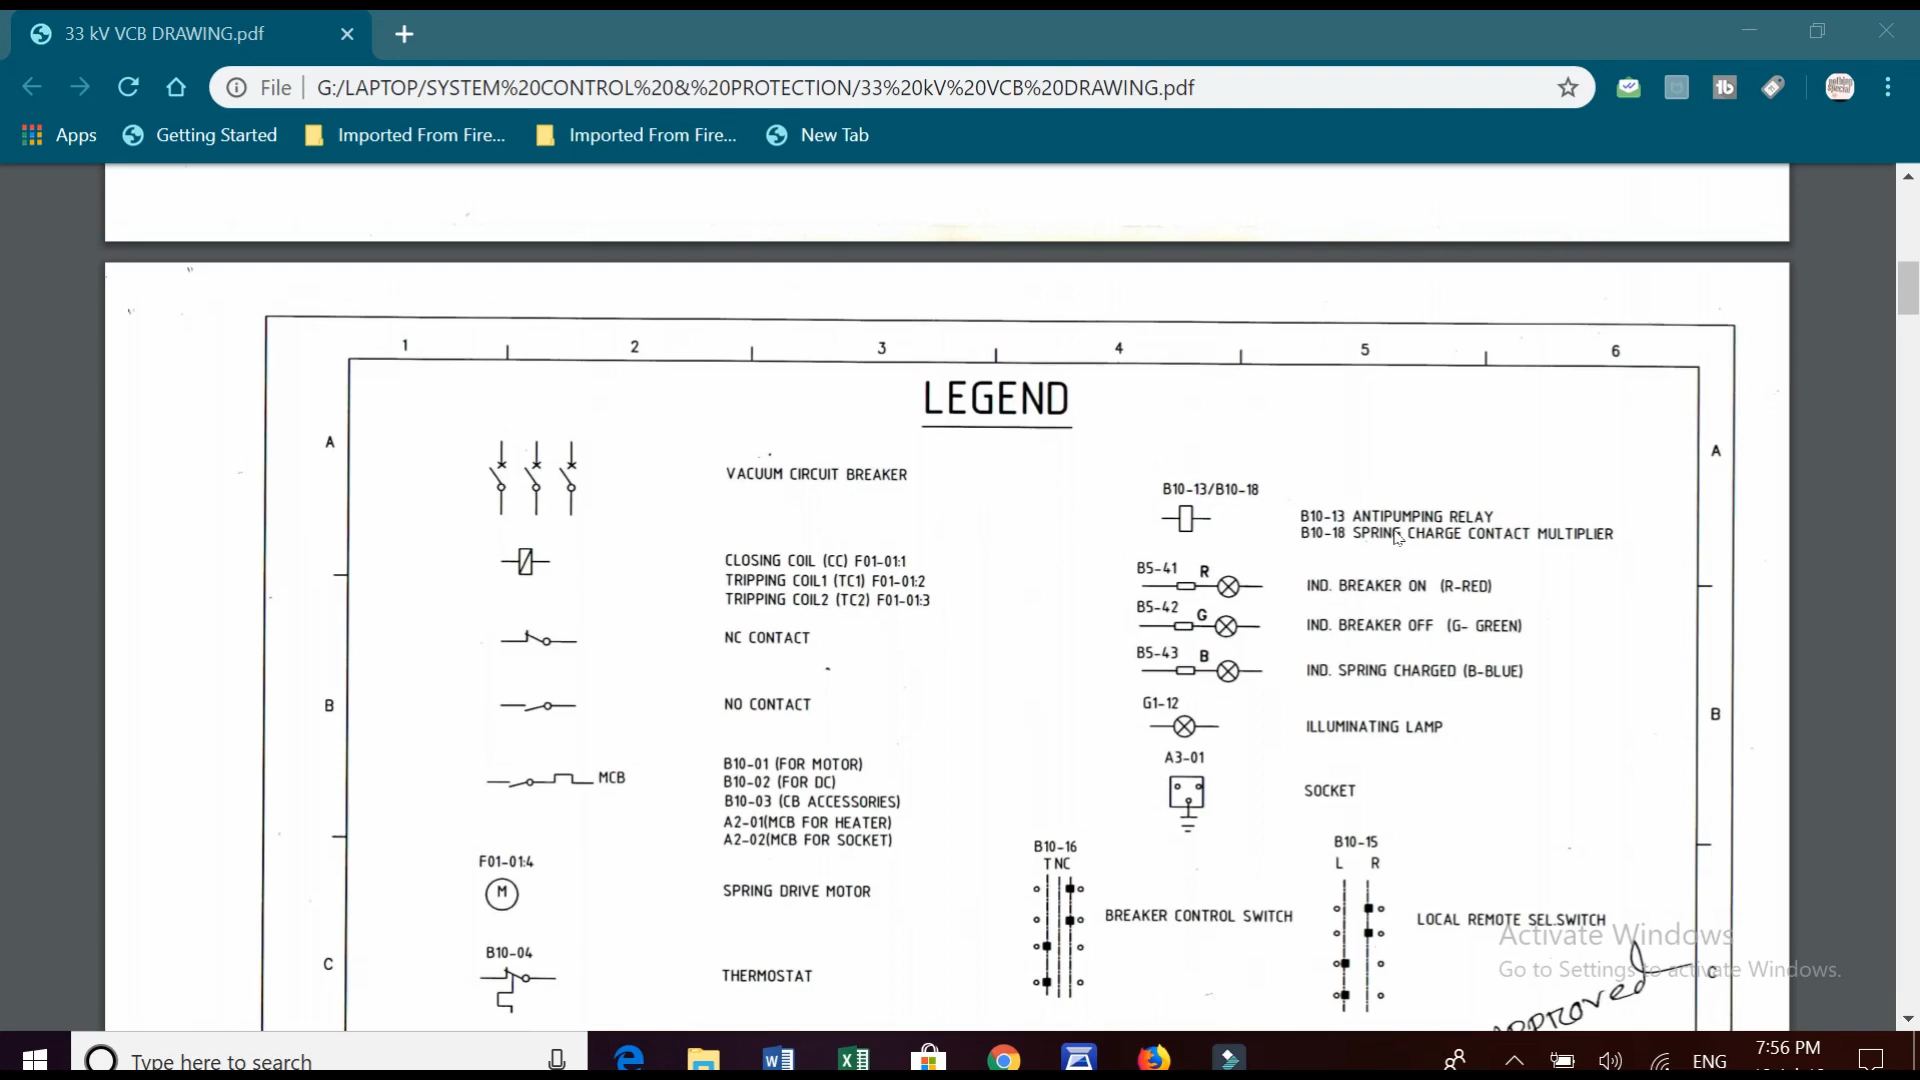 33 kV VCB DRAWING.pdf
File
G:/LAPTOP/SYSTEM%20CONTROL%20&%20PROTECTION/33%20kV%20VCB%20DRAWING.pdf
Apps
Getting Started
Imported From Fire...
Imported From Fire...
New Tab
1 2 3 4 5 6
LEGEND
A
A
VACUUM CIRCUIT BREAKER
CLOSING COIL (CC) F01-01:1
TRIPPING COIL1 (TC1) F01-01:2
TRIPPING COIL2 (TC2) F01-01:3
NC CONTACT
B
NO CONTACT
MCB
B10-01 (FOR MOTOR)
B10-02 (FOR DC)
B10-03 (CB ACCESSORIES)
A2-01(MCB FOR HEATER)
A2-02(MCB FOR SOCKET)
F01-01:4
M
SPRING DRIVE MOTOR
B10-04
C
THERMOSTAT
B10-13/B10-18
B10-13 ANTIPUMPING RELAY
B10-18 SPRING CHARGE CONTACT MULTIPLIER
B5-41 R
IND. BREAKER ON (R-RED)
B5-42 G
IND. BREAKER OFF (G- GREEN)
B5-43 B
IND. SPRING CHARGED (B-BLUE)
G1-12
ILLUMINATING LAMP
B
A3-01
SOCKET
B10-16
T N C
BREAKER CONTROL SWITCH
B10-15
L R
LOCAL REMOTE SEL.SWITCH
C
Approved
Activate Windows
Go to Settings to activate Windows.
Type here to search
ENG
7:56 PM